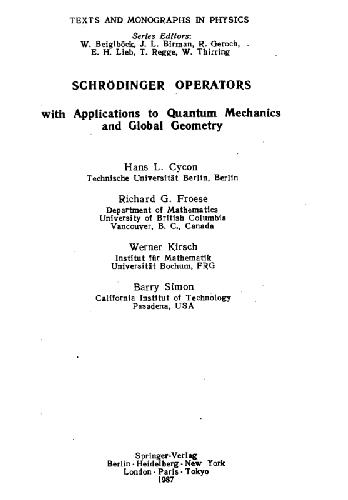 TEXTS AND MONOGRAPHS IN PHYSICS
Series Editors:
W. Beiglböck, J. L. Birman, R. Geroch,
E. H. Lieb, T. Regge, W. Thirring
SCHRÖDINGER OPERATORS
with Applications to Quantum Mechanics
and Global Geometry
Hans L. Cycon
Technische Universität Berlin, Berlin
Richard G. Froese
Department of Mathematics
University of British Columbia
Vancouver, B. C., Canada
Werner Kirsch
Institut für Mathematik
Universität Bochum, FRG
Barry Simon
California Institut of Technology
Pasadena, USA
Springer-Verlag
Berlin · Heidelberg · New York
London · Paris · Tokyo
1987